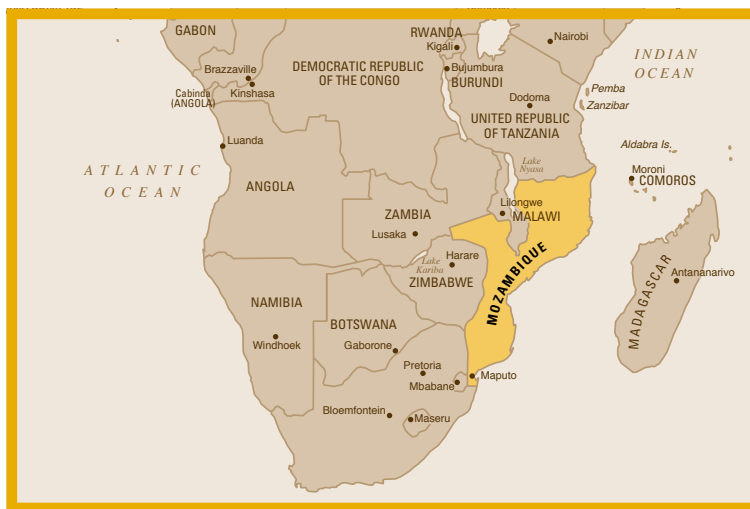 GABON
RWANDA
Kigali
Nairobi
INDIAN
OCEAN
DEMOCRATIC REPUBLIC
OF THE CONGO
Brazzaville
Bujumbura
BURUNDI
Cabinda
(ANGOLA)
Kinshasa
Dodoma
Pemba
Zanzibar
UNITED REPUBLIC
OF TANZANIA
Luanda
Aldabra Is.
ATLANTIC
OCEAN
Lake
Nyasa
Moroni
COMOROS
ANGOLA
Lilongwe
MALAWI
ZAMBIA
Lusaka
MOZAMBIQUE
Harare
Lake
Kariba
ZIMBABWE
MADAGASCAR
Antananarivo
NAMIBIA
BOTSWANA
Windhoek
Gaborone
Pretoria
Mbabane
Maputo
Bloemfontein
Maseru